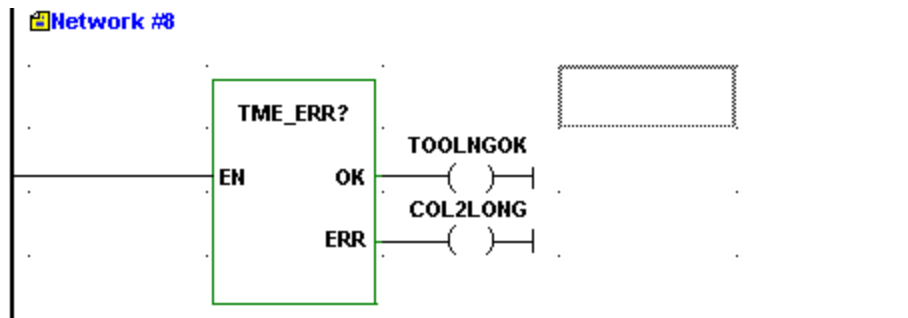 Network #8
TME_ERR?
TOOLNGOK
EN OK
COL2LONG
ERR